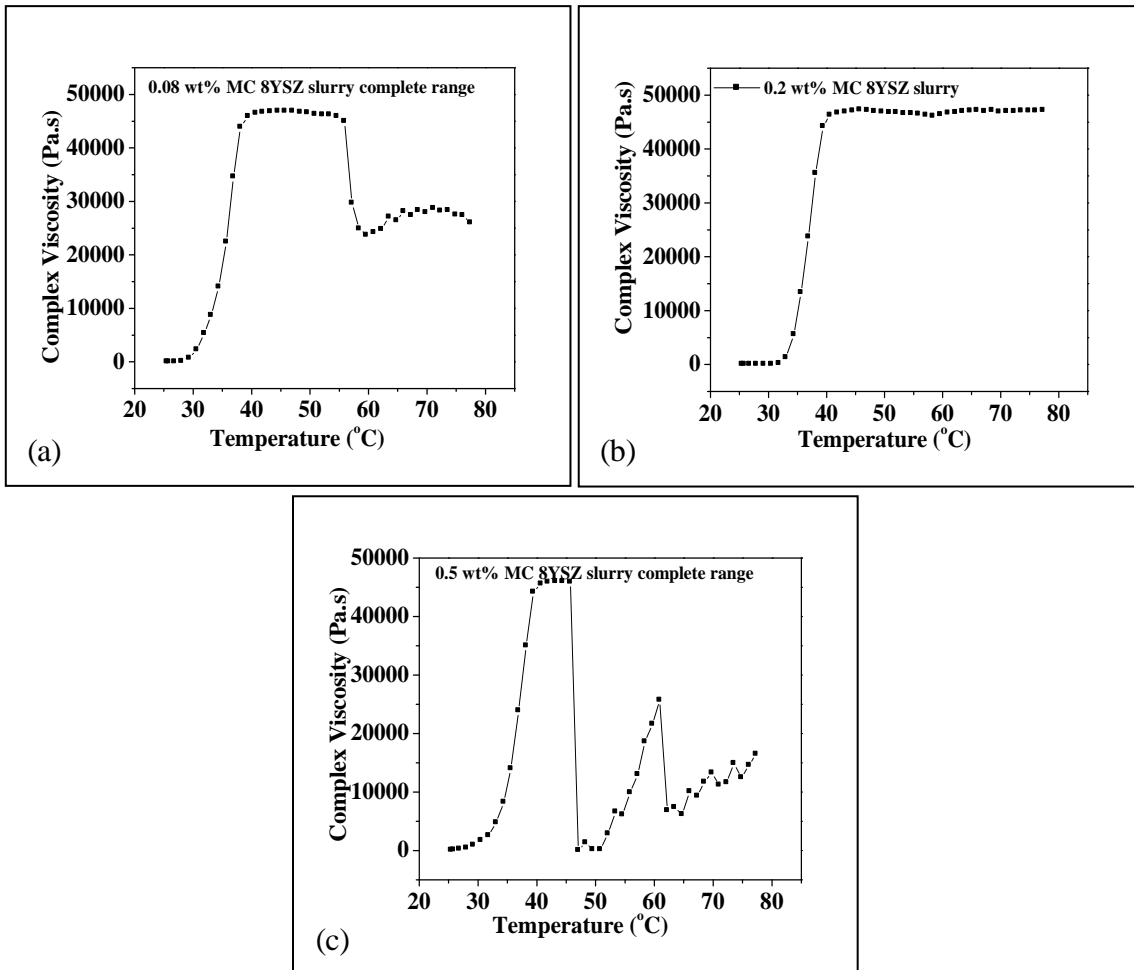 0.08 wt% MC 8YSZ slurry complete range
50000
40000
30000
20000
10000
0
Complex Viscosity (Pa.s)
20 30 40 50 60 70 80
Temperature (°C)
(a)
0.2 wt% MC 8YSZ slurry
50000
40000
30000
20000
10000
0
Complex Viscosity (Pa.s)
20 30 40 50 60 70 80
Temperature (°C)
(b)
0.5 wt% MC 8YSZ slurry complete range
50000
40000
30000
20000
10000
0
Complex Viscosity (Pa.s)
20 30 40 50 60 70 80
Temperature (°C)
(c)